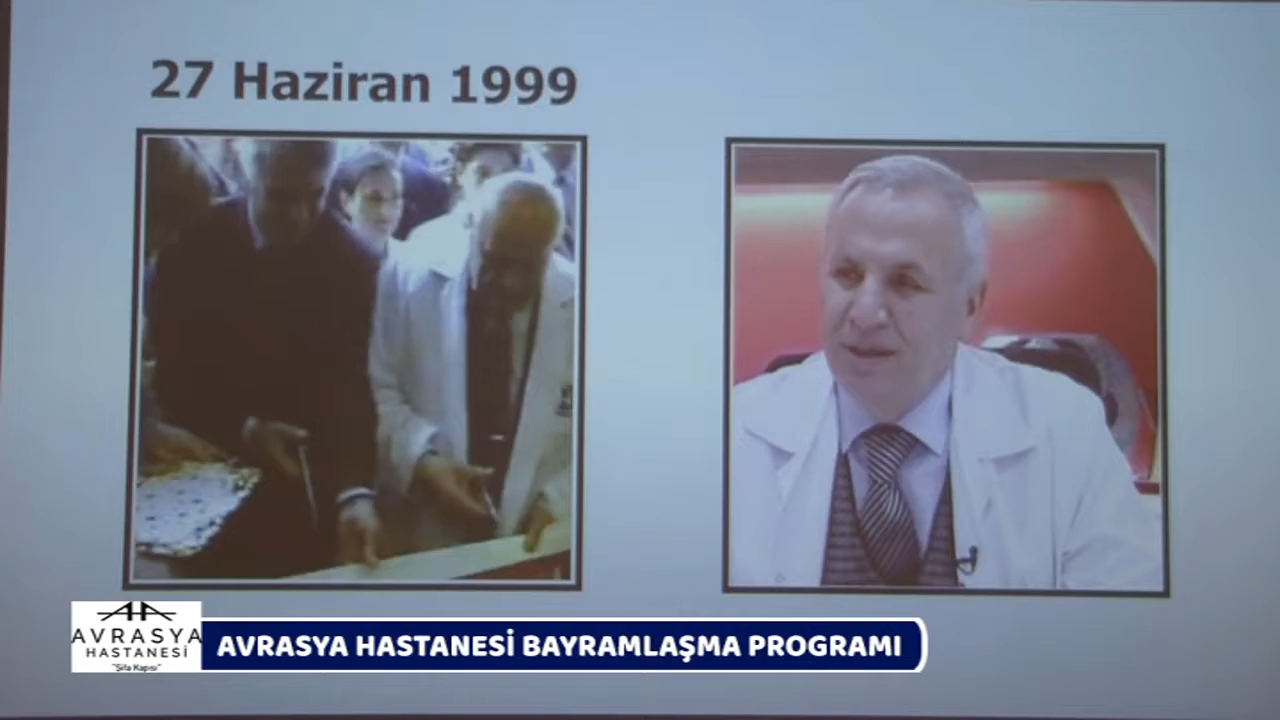 27 Haziran 1999
AVRASYA
HASTANESİ
"Şifa Kapısı"
AVRASYA HASTANESİ BAYRAMLAŞMA PROGRAMI